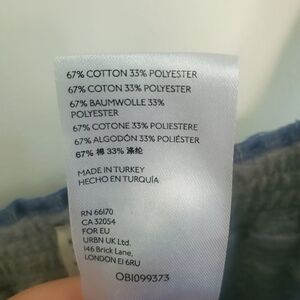 67% COTTON 33% POLYESTER
67% COTON 33% POLYESTER
67% BAUMWOLLE 33%
POLYESTER
67% COTONE 33% POLIESTERE
67% ALGODÓN 33% POLIÉSTER
67% 棉 33% 涤纶
MADE IN TURKEY
HECHO EN TURQUÍA
RN 66170
CA 32054
FOR EU
URBN UK Ltd.
146 Brick Lane,
LONDON E1 6RU
OB1099373